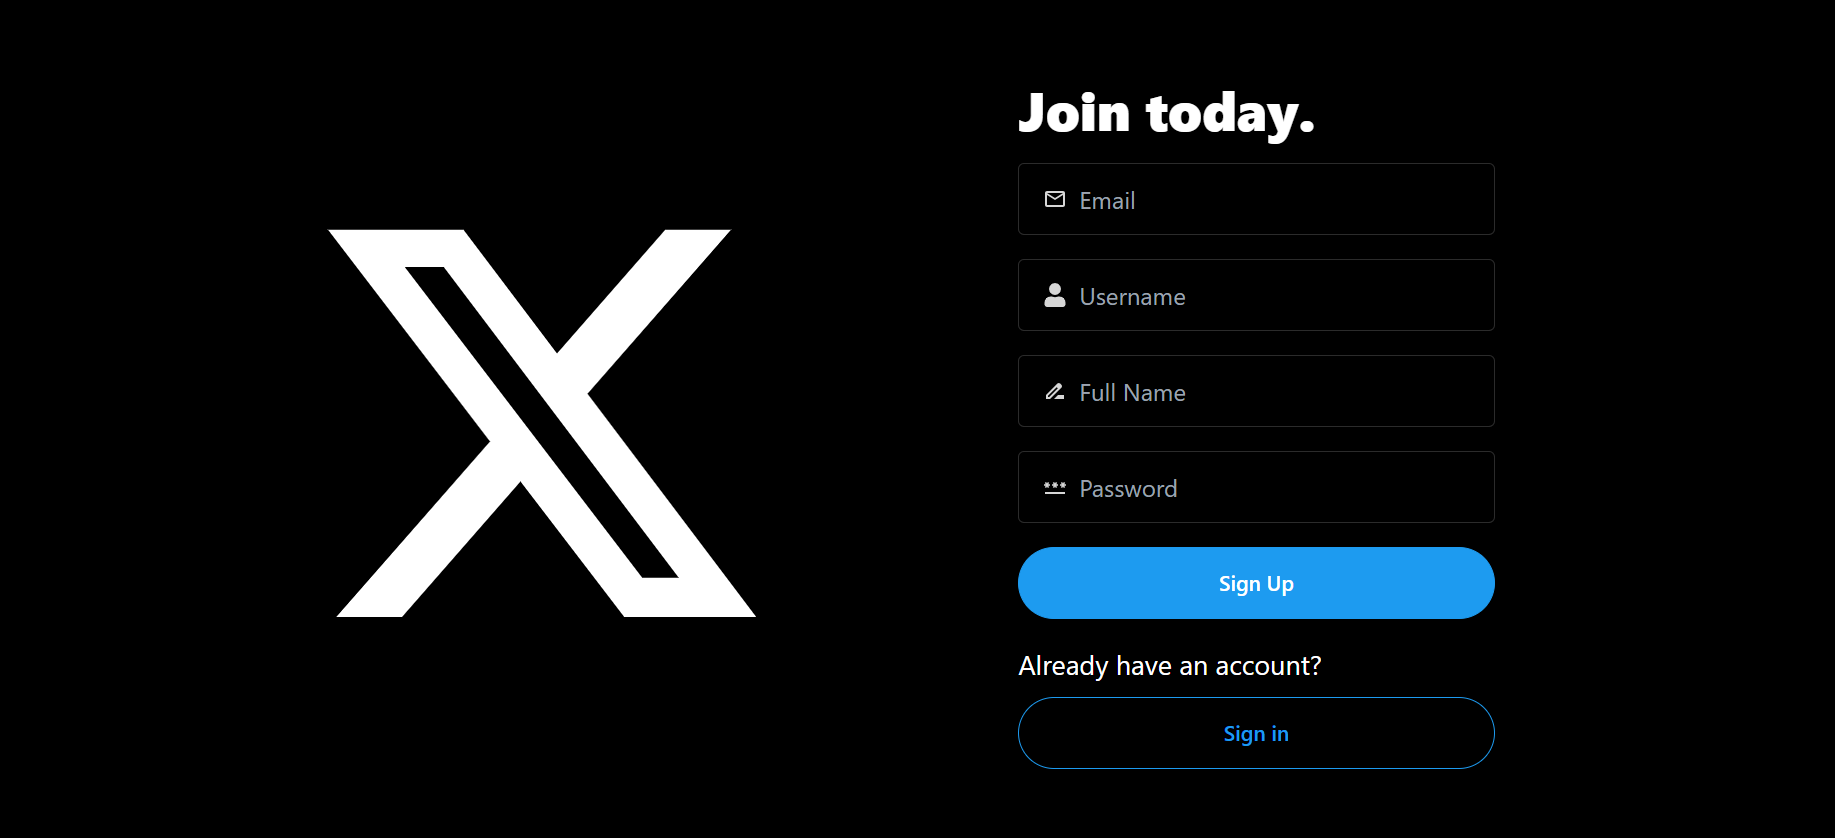 Join today.
Email
Username
Full Name
Password
Sign Up
Already have an account?
Sign in